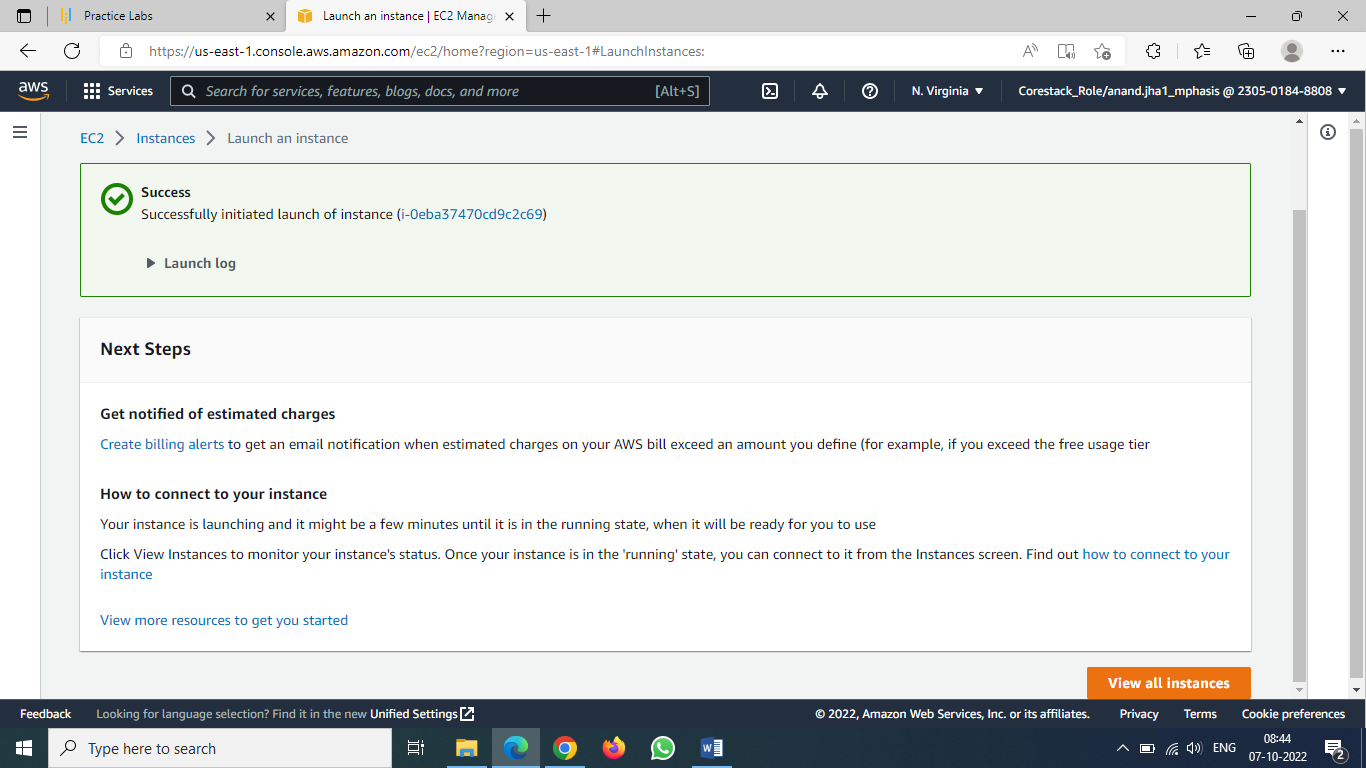 Practice Labs
Launch an instance | EC2 Manag
https://us-east-1.console.aws.amazon.com/ec2/home?region=us-east-1#LaunchInstances:
aws
Services
Search for services, features, blogs, docs, and more
[Alt+S]
N. Virginia
Corestack_Role/anand.jha1_mphasis @ 2305-0184-8808
EC2
Instances
Launch an instance
Success
Successfully initiated launch of instance (i-0eba37470cd9c2c69)
Launch log
Next Steps
Get notified of estimated charges
Create billing alerts to get an email notification when estimated charges on your AWS bill exceed an amount you define (for example, if you exceed the free usage tier
How to connect to your instance
Your instance is launching and it might be a few minutes until it is in the running state, when it will be ready for you to use
Click View Instances to monitor your instance's status. Once your instance is in the 'running' state, you can connect to it from the Instances screen. Find out how to connect to your
instance
View more resources to get you started
View all instances
Feedback
Looking for language selection? Find it in the new Unified Settings
© 2022, Amazon Web Services, Inc. or its affiliates.
Privacy
Terms
Cookie preferences
Type here to search
ENG
08:44
07-10-2022
2